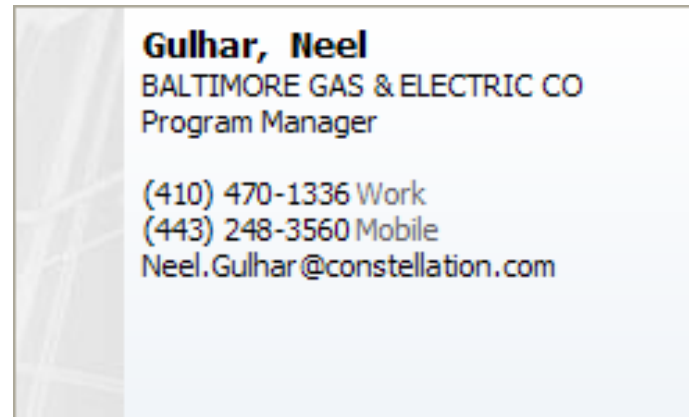 Gulhar, Neel
BALTIMORE GAS & ELECTRIC CO
Program Manager
(410) 470-1336 Work
(443) 248-3560 Mobile
Neel.Gulhar@constellation.com